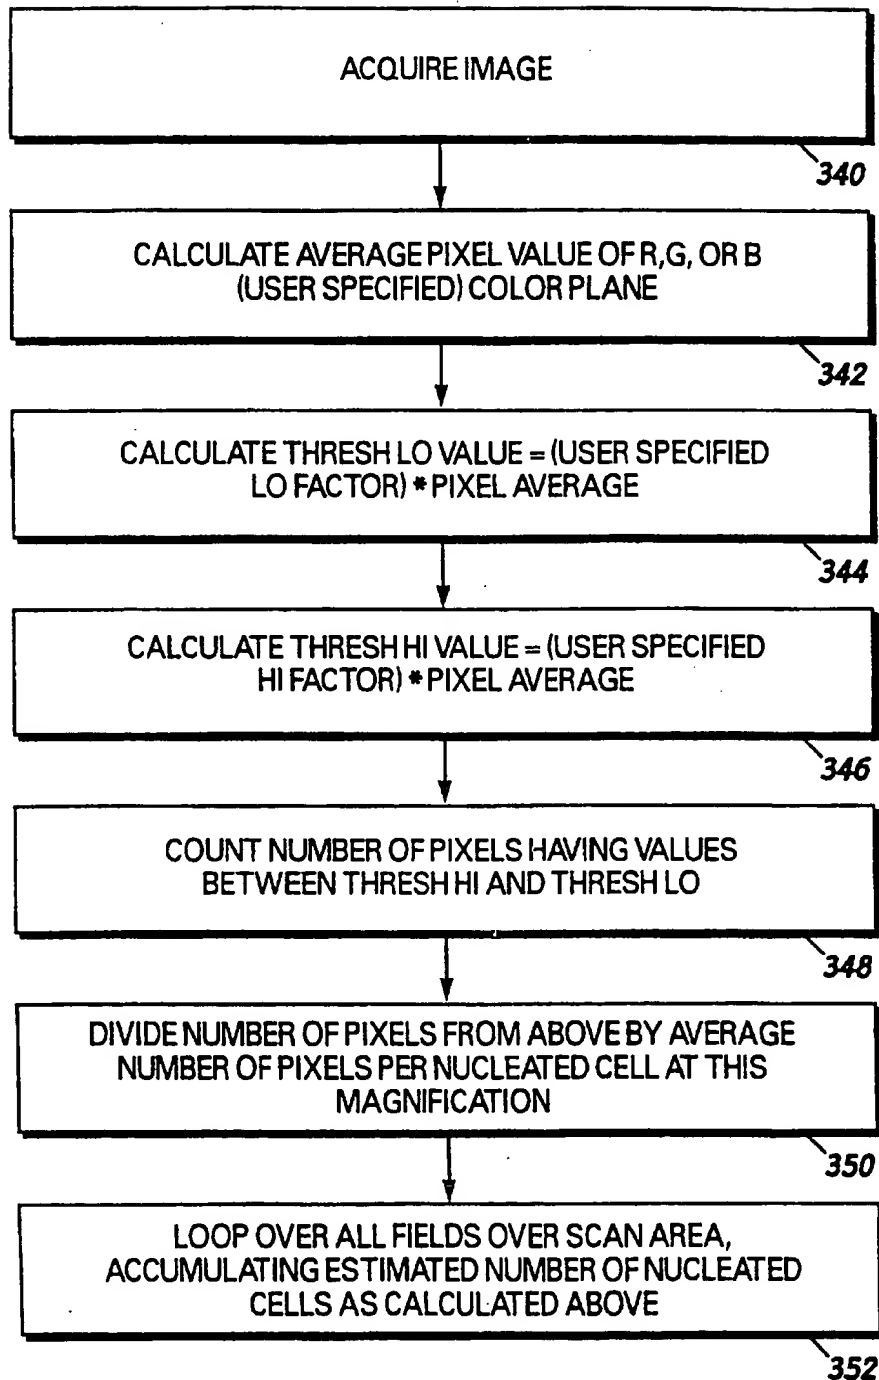 ACQUIRE IMAGE
340
CALCULATE AVERAGE PIXEL VALUE OF R,G, OR B
(USER SPECIFIED) COLOR PLANE
342
CALCULATE THRESH LO VALUE = (USER SPECIFIED
LO FACTOR) * PIXEL AVERAGE
344
CALCULATE THRESH HI VALUE = (USER SPECIFIED
HI FACTOR) * PIXEL AVERAGE
346
COUNT NUMBER OF PIXELS HAVING VALUES
BETWEEN THRESH HI AND THRESH LO
348
DIVIDE NUMBER OF PIXELS FROM ABOVE BY AVERAGE
NUMBER OF PIXELS PER NUCLEATED CELL AT THIS
MAGNIFICATION
350
LOOP OVER ALL FIELDS OVER SCAN AREA,
ACCUMULATING ESTIMATED NUMBER OF NUCLEATED
CELLS AS CALCULATED ABOVE
352